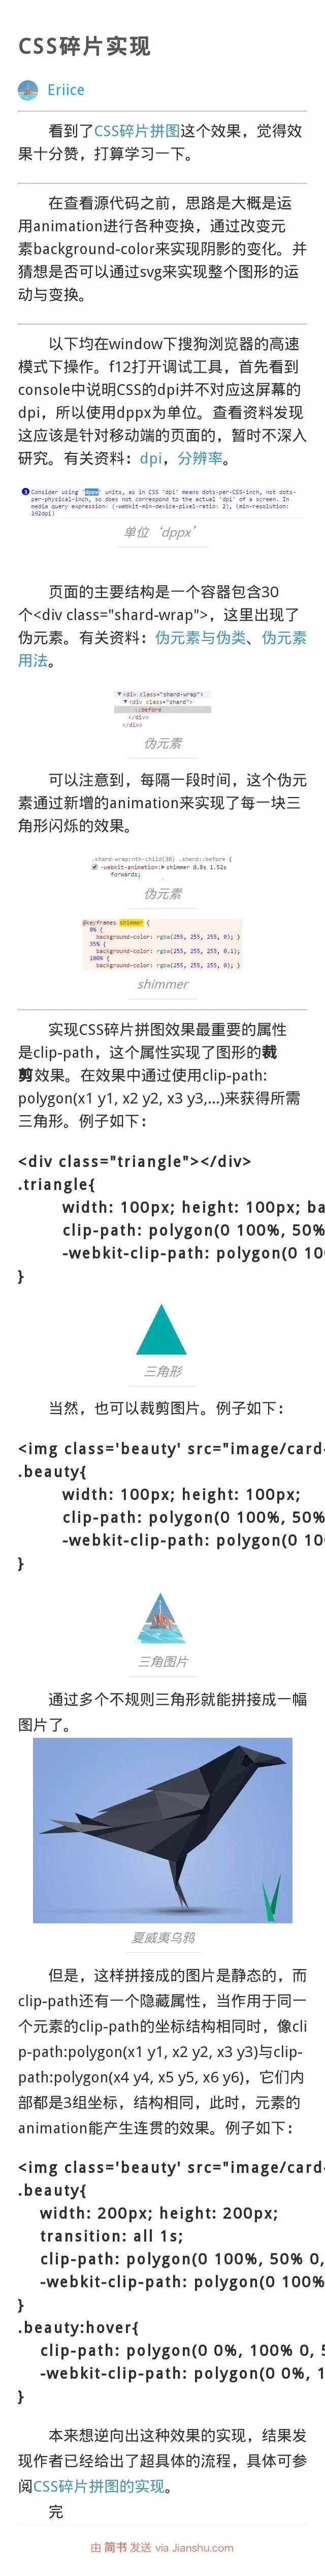 CSS碎片实现
Eriice
看到了CSS碎片拼图这个效果，觉得效
果十分赞，打算学习一下。
在查看源代码之前，思路是大概是运
用animation进行各种变换，通过改变元
素background-color来实现阴影的变化。并
猜想是否可以通过svg来实现整个图形的运
动与变换。
以下均在window下搜狗浏览器的高速
模式下操作。f12打开调试工具，首先看到
console中说明CSS的dpi并不对应这屏幕的
dpi，所以使用dppx为单位。查看资料发现
这应该是针对移动端的页面的，暂时不深入
研究。有关资料：dpi，分辨率。
Consider using 'dppx' units, as in CSS 'dpi' means dots-per-CSS-inch, not dots-
per-physical-inch, so does not correspond to the actual 'dpi' of a screen. In
media query expression: (-webkit-min-device-pixel-ratio: 2), (min-resolution:
192dpi)
单位‘dppx’
页面的主要结构是一个容器包含30
个<div class="shard-wrap">，这里出现了
伪元素。有关资料：伪元素与伪类、伪元素
用法。
▼<div class="shard-wrap">
▼<div class="shard">
::before
</div>
</div>
伪元素
可以注意到，每隔一段时间，这个伪元
素通过新增的animation来实现了每一块三
角形闪烁的效果。
.shard-wrap:nth-child(30) .shard::before {
-webkit-animation:▶shimmer 0.8s 1.52s
forwards;
伪元素
@keyframes shimmer {
0% {
background-color: rgba(255, 255, 255, 0); }
35% {
background-color: rgba(255, 255, 255, 0.1);
100% {
background-color: rgba(255, 255, 255, 0); }
shimmer
实现CSS碎片拼图效果最重要的属性
是clip-path，这个属性实现了图形的裁
剪效果。在效果中通过使用clip-path:
polygon(x1 y1, x2 y2, x3 y3,...)来获得所需
三角形。例子如下：
<div class="triangle"></div>
.triangle{
width: 100px; height: 100px; ba
clip-path: polygon(0 100%, 50%
-webkit-clip-path: polygon(0 10
}
三角形
当然，也可以裁剪图片。例子如下：
<img class='beauty' src="image/card-
.beauty{
width: 100px; height: 100px;
clip-path: polygon(0 100%, 50%
-webkit-clip-path: polygon(0 10
}
三角图片
通过多个不规则三角形就能拼接成一幅
图片了。
夏威夷乌鸦
但是，这样拼接成的图片是静态的，而
clip-path还有一个隐藏属性，当作用于同一
个元素的clip-path的坐标结构相同时，像cli
p-path:polygon(x1 y1, x2 y2, x3 y3)与clip-
path:polygon(x4 y4, x5 y5, x6 y6)，它们内
部都是3组坐标，结构相同，此时，元素的
animation能产生连贯的效果。例子如下：
<img class='beauty' src="image/card-
.beauty{
width: 200px; height: 200px;
transition: all 1s;
clip-path: polygon(0 100%, 50% 0,
-webkit-clip-path: polygon(0 100%
}
.beauty:hover{
clip-path: polygon(0 0%, 100% 0, 5
-webkit-clip-path: polygon(0 0%, 1
}
本来想逆向出这种效果的实现，结果发
现作者已经给出了超具体的流程，具体可参
阅CSS碎片拼图的实现。
完
由 简书 发送 via Jianshu.com